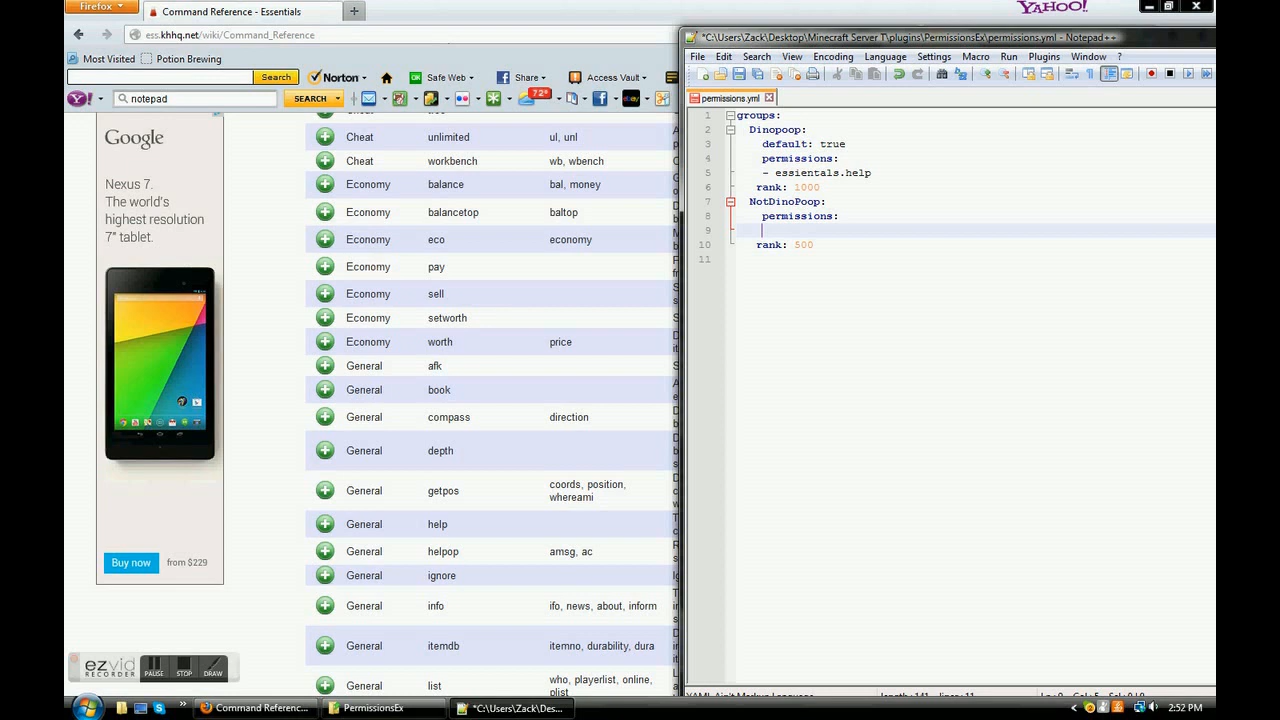 Firefox
Command Reference - Essentials
YAHOO!
ess.khhq.net/wiki/Command_Reference
Most Visited
Potion Brewing
Search
Norton
Safe Web
Share
Access Vault
notepad
SEARCH
72°
ebay
Google
Nexus 7.
The world's
highest resolution
7" tablet.
Buy now
from $229
Cheat unlimited ul, unl
Cheat workbench wb, wbench
Economy balance bal, money
Economy balancetop baltop
Economy eco economy
Economy pay
Economy sell
Economy setworth
Economy worth price
General afk
General book
General compass direction
General depth
General getpos coords, position,
whereami
General help
General helpop amsg, ac
General ignore
General info ifo, news, about, inform
General itemdb itemno, durability, dura
General list who, playerlist, online,
plist
ezvid
RECORDER
PAUSE
STOP
DRAW
*C:\Users\Zack\Desktop\Minecraft Server T\plugins\PermissionsEx\permissions.yml - Notepad++
File Edit Search View Encoding Language Settings Macro Run Plugins Window ?
permissions.yml
1 groups:
2 Dinopoop:
3 default: true
4 permissions:
5 - essientals.help
6 rank: 1000
7 NotDinoPoop:
8 permissions:
9
10 rank: 500
11
Command Referenc...
PermissionsEx
*C:\Users\Zack\Des...
2:52 PM